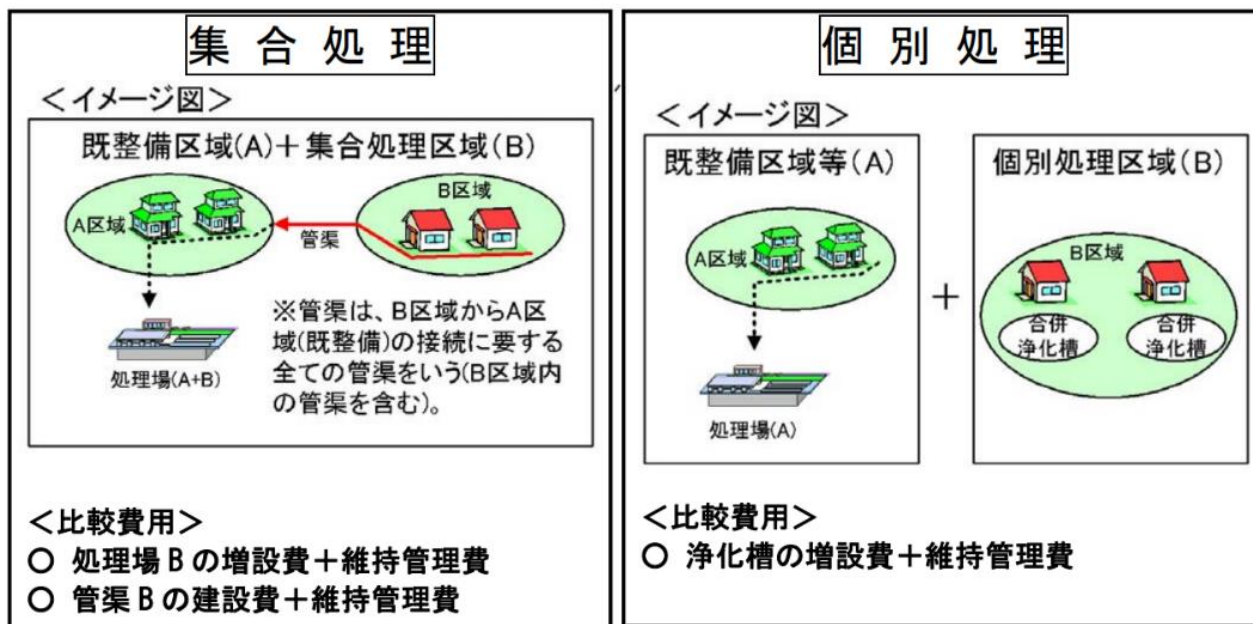 集合処理
＜イメージ図＞
既整備区域(A)＋集合処理区域(B)
A区域
B区域
管渠
処理場(A+B)
※管渠は、B区域からA区
域(既整備)の接続に要する
全ての管渠をいう(B区域内
の管渠を含む)。
＜比較費用＞
○ 処理場Bの増設費＋維持管理費
○ 管渠Bの建設費＋維持管理費
個別処理
＜イメージ図＞
既整備区域等(A)
A区域
処理場(A)
＋
個別処理区域(B)
B区域
合併
浄化槽
合併
浄化槽
＜比較費用＞
○ 浄化槽の増設費＋維持管理費